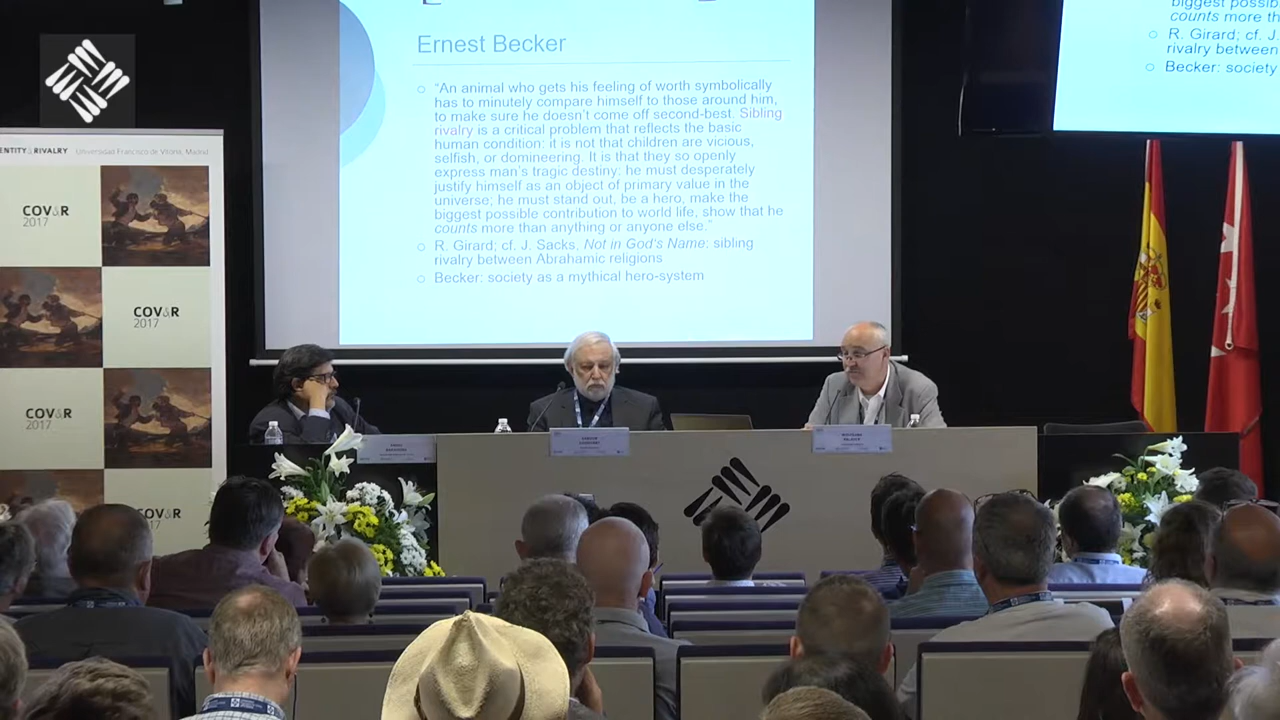 Ernest Becker
“An animal who gets his feeling of worth symbolically
has to minutely compare himself to those around him,
to make sure he doesn't come off second-best. Sibling
rivalry is a critical problem that reflects the basic
human condition: it is not that children are vicious,
selfish, or domineering. It is that they so openly
express man's tragic destiny: he must desperately
justify himself as an object of primary value in the
universe; he must stand out, be a hero, make the
biggest possible contribution to world life, show that he
counts more than anything or anyone else.”
R. Girard; cf. J. Sacks, Not in God's Name: sibling
rivalry between Abrahamic religions
Becker: society as a mythical hero-system
biggest possib
counts more th
R. Girard; cf. J.
rivalry between
Becker: society
ENTITY & RIVALRY Universidad Francisco de Vitoria, Madrid
COV&R
2017
COV&R
2017
COV&R
2017
OV&R
017
WOLFGANG
PALAVER